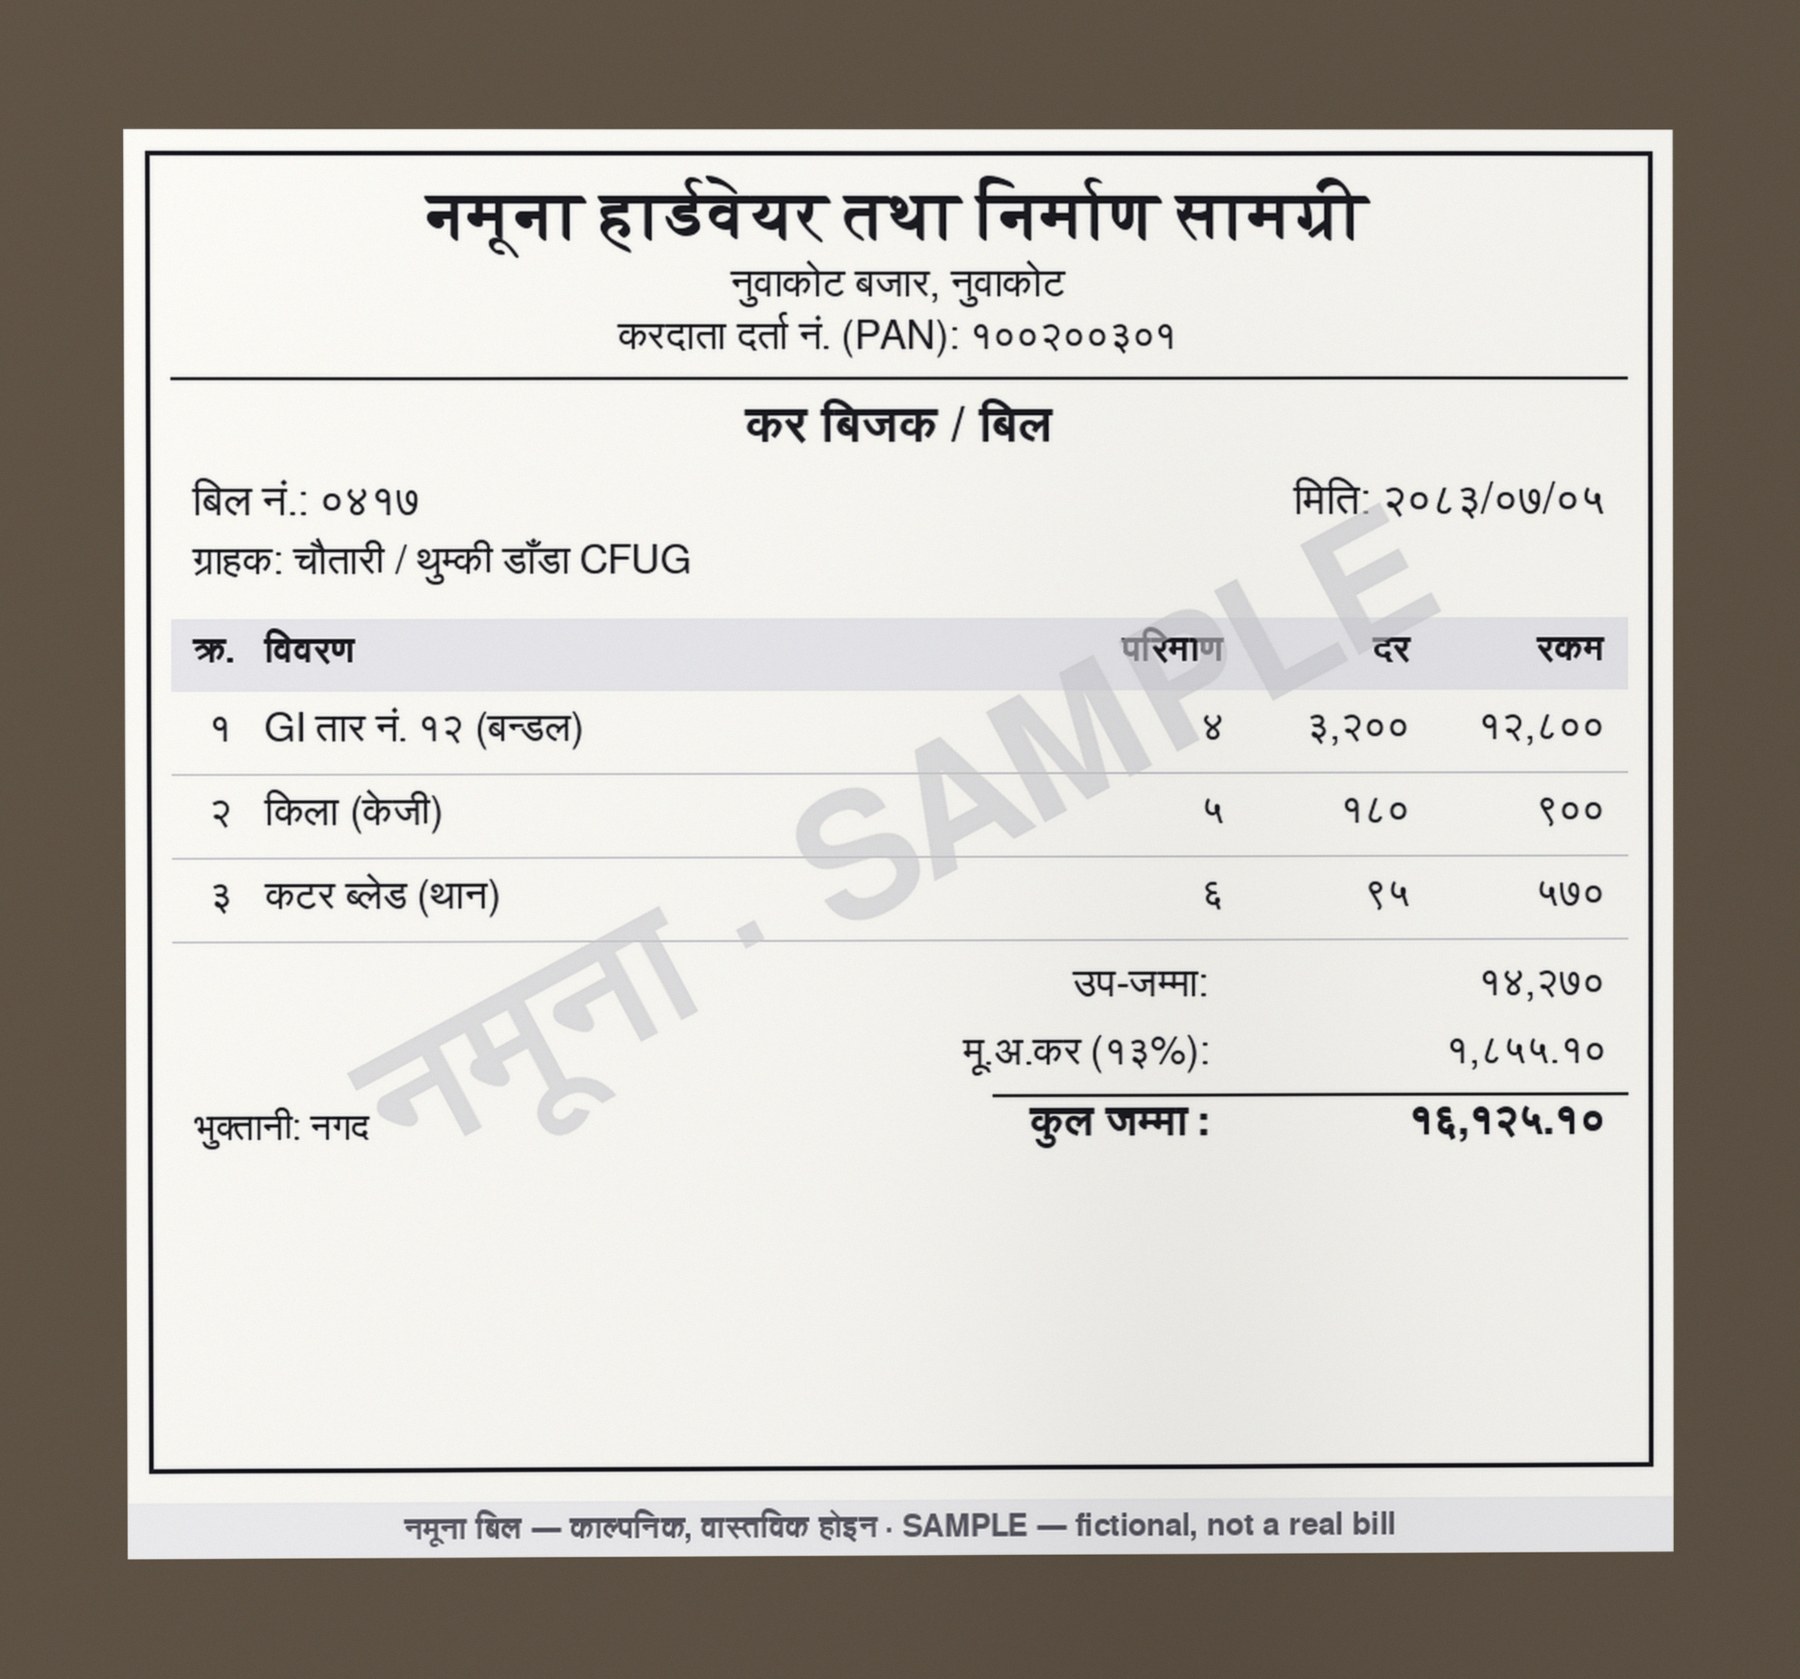 नमूना हार्डवेयर तथा निर्माण सामग्री
नुवाकोट बजार, नुवाकोट
करदाता दर्ता नं. (PAN): १००२००३०१
कर बिजक / बिल
बिल नं.: ०४१७ मिति: २०८३/०७/०५
ग्राहक: चौतारी / थुम्की डाँडा CFUG
क्र. विवरण परिमाण दर रकम
१ GI तार नं. १२ (बन्डल) ४ ३,२०० १२,८००
२ किला (केजी) ५ १८० ९००
३ कटर ब्लेड (थान) ६ ९५ ५७०
उप-जम्मा: १४,२७०
मू.अ.कर (१३%): १,८५५.१०
भुक्तानी: नगद कुल जम्मा : १६,१२५.१०
नमूना · SAMPLE
नमूना बिल — काल्पनिक, वास्तविक होइन · SAMPLE — fictional, not a real bill